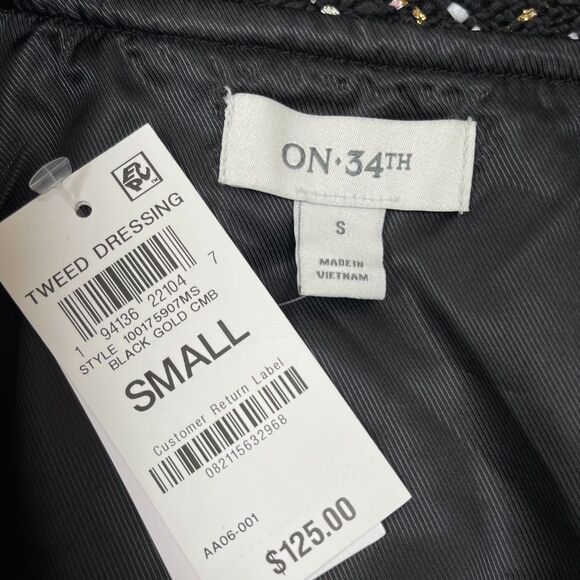 ON·34TH
S
MADE IN
VIETNAM
EPC
TWEED DRESSING
1 94136 22104 7
STYLE 100175907MS
BLACK GOLD CMB
SMALL
Customer Return Label
082115632968
AA06-001
$125.00